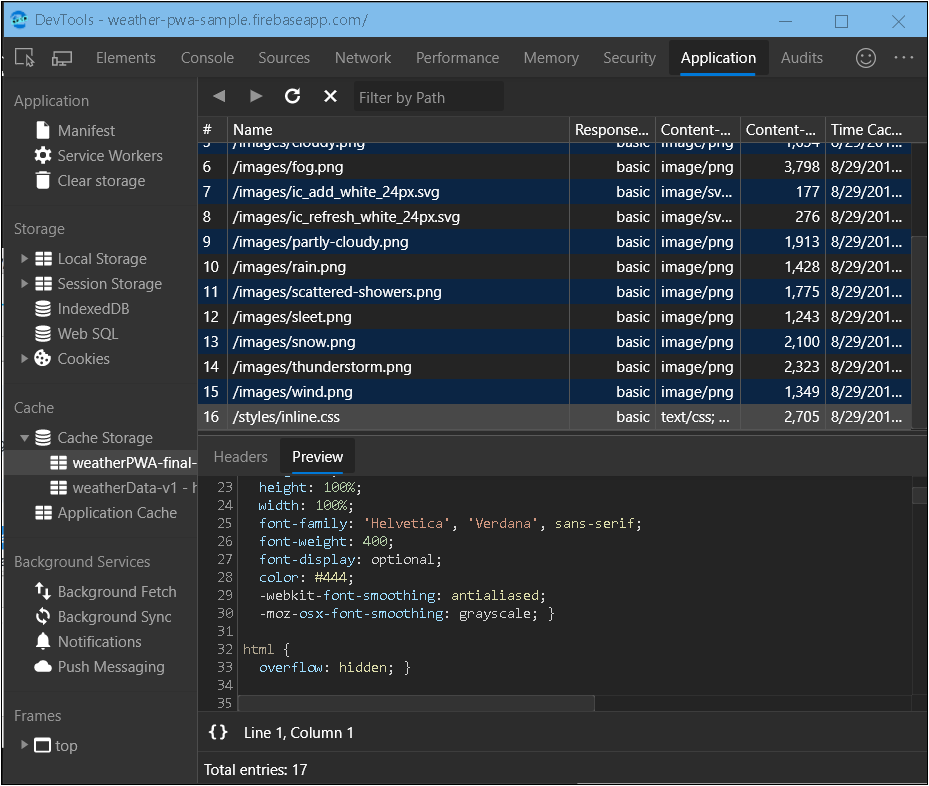 DevTools - weather-pwa-sample.firebaseapp.com/
Elements Console Sources Network Performance Memory Security Application Audits
Application
Manifest
Service Workers
Clear storage
Storage
Local Storage
Session Storage
IndexedDB
Web SQL
Cookies
Cache
Cache Storage
weatherPWA-final-
weatherData-v1 - h
Application Cache
Background Services
Background Fetch
Background Sync
Notifications
Push Messaging
Frames
top
Filter by Path
# Name Response... Content-... Content-... Time Cac...
5 /images/cloudy.png basic image/png 8/29/201...
6 /images/fog.png basic image/png 3,798 8/29/201...
7 /images/ic_add_white_24px.svg basic image/sv... 177 8/29/201...
8 /images/ic_refresh_white_24px.svg basic image/sv... 276 8/29/201...
9 /images/partly-cloudy.png basic image/png 1,913 8/29/201...
10 /images/rain.png basic image/png 1,428 8/29/201...
11 /images/scattered-showers.png basic image/png 1,775 8/29/201...
12 /images/sleet.png basic image/png 1,243 8/29/201...
13 /images/snow.png basic image/png 2,100 8/29/201...
14 /images/thunderstorm.png basic image/png 2,323 8/29/201...
15 /images/wind.png basic image/png 1,349 8/29/201...
16 /styles/inline.css basic text/css; ... 2,705 8/29/201...
Headers Preview
23 height: 100%;
24 width: 100%;
25 font-family: 'Helvetica', 'Verdana', sans-serif;
26 font-weight: 400;
27 font-display: optional;
28 color: #444;
29 -webkit-font-smoothing: antialiased;
30 -moz-osx-font-smoothing: grayscale; }
31
32 html {
33 overflow: hidden; }
34
35
{} Line 1, Column 1
Total entries: 17